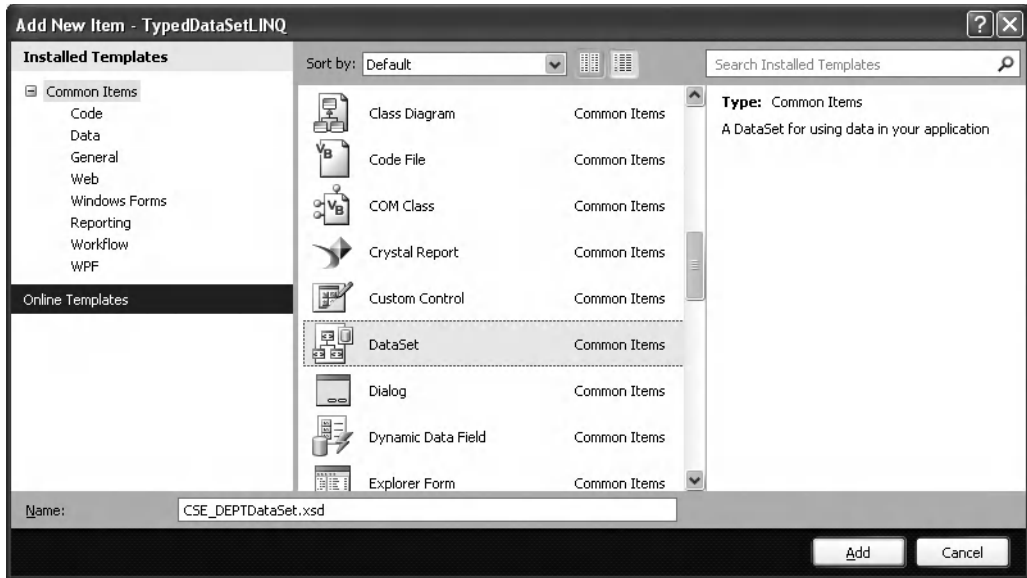 Add New Item - TypedDataSetLINQ
Installed Templates
Common Items
Code
Data
General
Web
Windows Forms
Reporting
Workflow
WPF
Online Templates
Sort by: Default
Search Installed Templates
Class Diagram Common Items
VB
Code File Common Items
VB
COM Class Common Items
Crystal Report Common Items
Custom Control Common Items
DataSet Common Items
Dialog Common Items
Dynamic Data Field Common Items
Explorer Form Common Items
Type: Common Items
A DataSet for using data in your application
Name: CSE_DEPTDataSet.xsd
Add Cancel